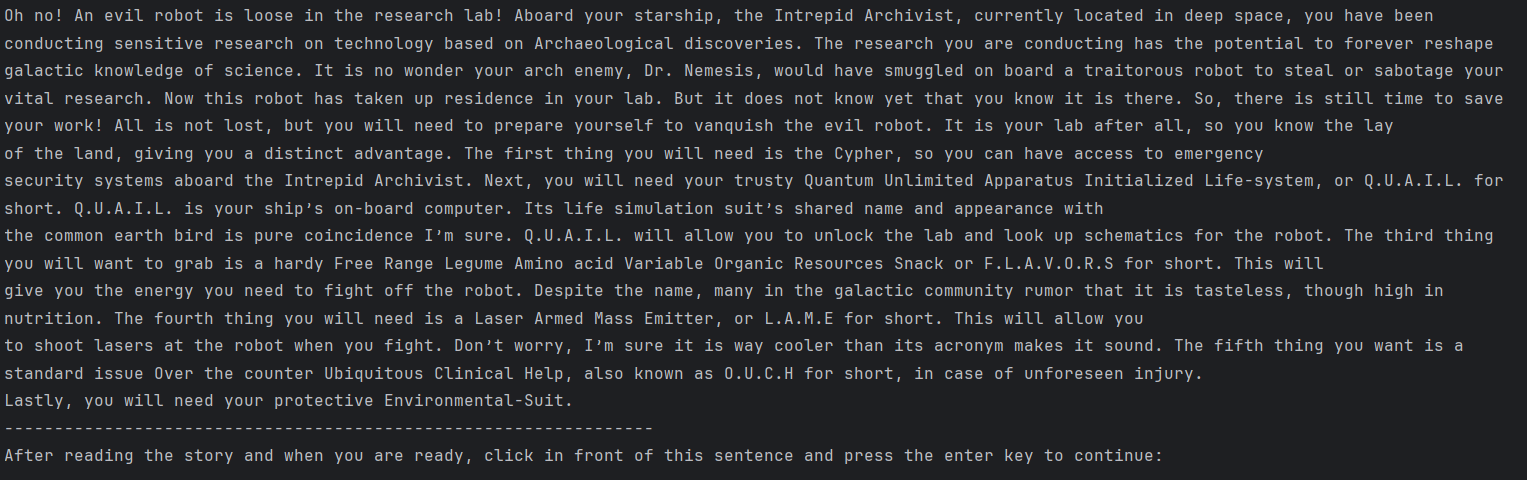 Oh no! An evil robot is loose in the research lab! Aboard your starship, the Intrepid Archivist, currently located in deep space, you have been
conducting sensitive research on technology based on Archaeological discoveries. The research you are conducting has the potential to forever reshape
galactic knowledge of science. It is no wonder your arch enemy, Dr. Nemesis, would have smuggled on board a traitorous robot to steal or sabotage your
vital research. Now this robot has taken up residence in your lab. But it does not know yet that you know it is there. So, there is still time to save
your work! All is not lost, but you will need to prepare yourself to vanquish the evil robot. It is your lab after all, so you know the lay
of the land, giving you a distinct advantage. The first thing you will need is the Cypher, so you can have access to emergency
security systems aboard the Intrepid Archivist. Next, you will need your trusty Quantum Unlimited Apparatus Initialized Life-system, or Q.U.A.I.L. for
short. Q.U.A.I.L. is your ship’s on-board computer. Its life simulation suit’s shared name and appearance with
the common earth bird is pure coincidence I’m sure. Q.U.A.I.L. will allow you to unlock the lab and look up schematics for the robot. The third thing
you will want to grab is a hardy Free Range Legume Amino acid Variable Organic Resources Snack or F.L.A.V.O.R.S for short. This will
give you the energy you need to fight off the robot. Despite the name, many in the galactic community rumor that it is tasteless, though high in
nutrition. The fourth thing you will need is a Laser Armed Mass Emitter, or L.A.M.E for short. This will allow you
to shoot lasers at the robot when you fight. Don’t worry, I’m sure it is way cooler than its acronym makes it sound. The fifth thing you want is a
standard issue Over the counter Ubiquitous Clinical Help, also known as O.U.C.H for short, in case of unforeseen injury.
Lastly, you will need your protective Environmental-Suit.
-----------------------------------------------------------------
After reading the story and when you are ready, click in front of this sentence and press the enter key to continue: